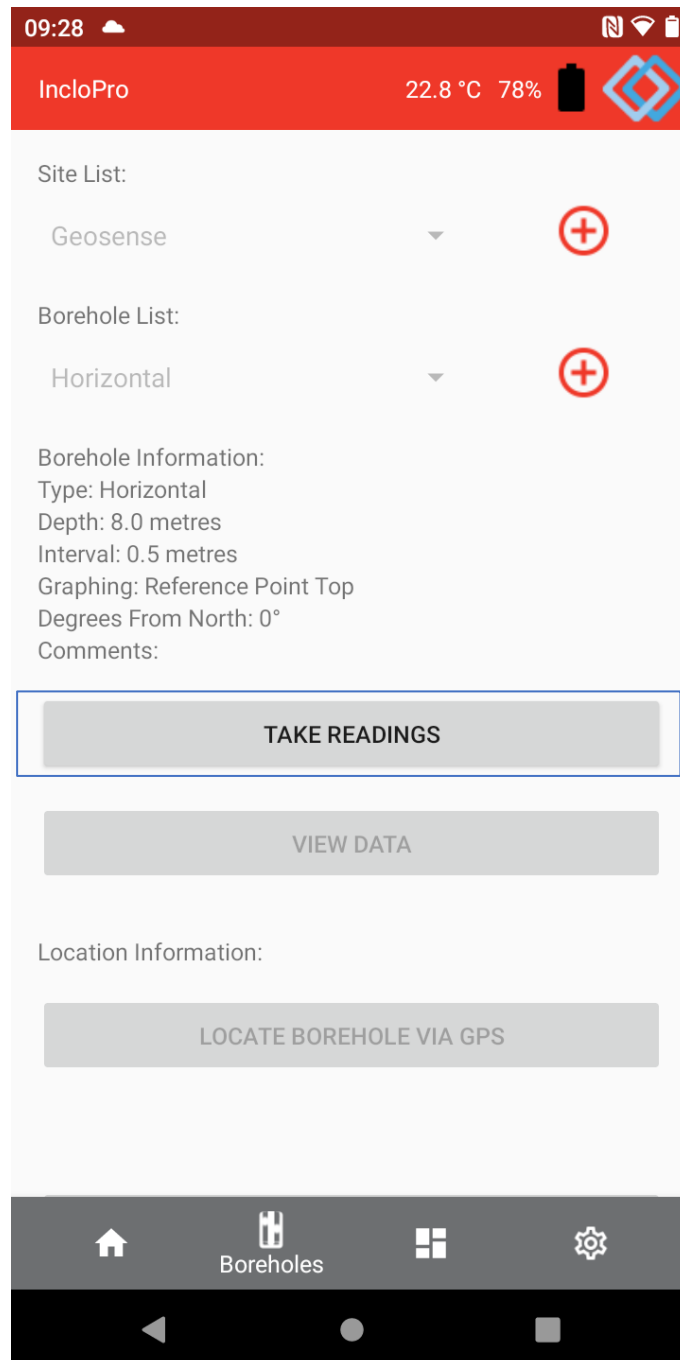 09:28
IncloPro 22.8 °C 78%
Site List:
Geosense
Borehole List:
Horizontal
Borehole Information:
Type: Horizontal
Depth: 8.0 metres
Interval: 0.5 metres
Graphing: Reference Point Top
Degrees From North: 0°
Comments:
TAKE READINGS
VIEW DATA
Location Information:
LOCATE BOREHOLE VIA GPS
Boreholes